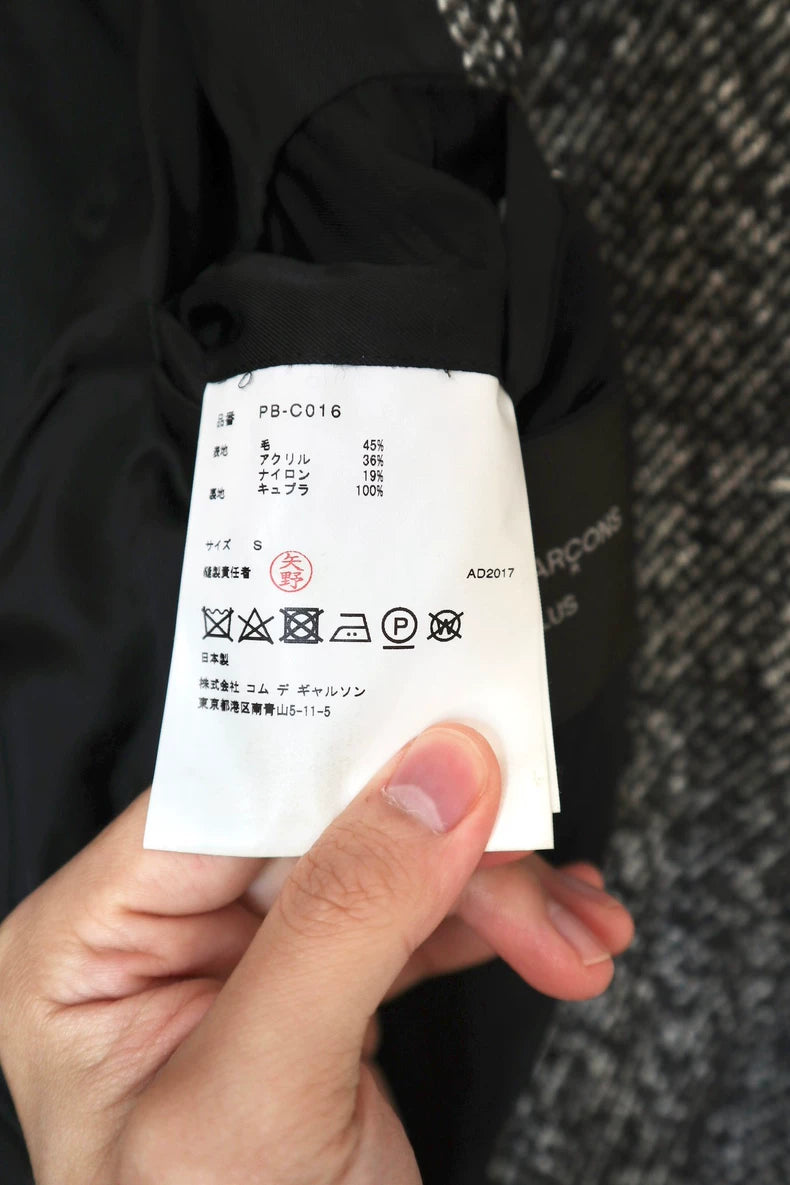 品番 PB-C016
表地 毛 45%
アクリル 36%
ナイロン 19%
裏地 キュプラ 100%
サイズ S
縫製責任者 矢野 AD2017
P W
日本製
株式会社 コム デ ギャルソン
東京都港区南青山5-11-5
ARÇONS
LUS